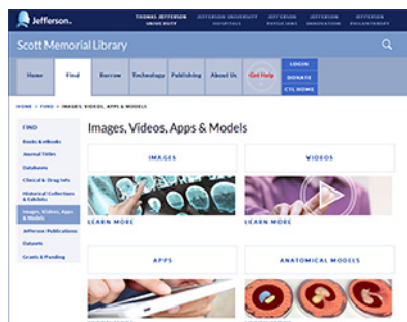 Jefferson.
THOMAS JEFFERSON UNIVERSITY
JEFFERSON UNIVERSITY HOSPITALS
JEFFERSON PHYSICIANS
JEFFERSON INNOVATION
JEFFERSON PHILANTHROPY
Scott Memorial Library
Home
Find
Borrow
Technology
Publishing
About Us
Get Help
LOGIN
DONATE
CTL HOME
HOME > FIND > IMAGES, VIDEOS, APPS & MODELS
FIND
Books & eBooks
Journal Titles
Databases
Clinical & Drug Info
Historical Collections
& Exhibits
Images, Videos, Apps
& Models
Jefferson Publications
Datasets
Grants & Funding
Images, Videos, Apps & Models
IMAGES
LEARN MORE
VIDEOS
LEARN MORE
APPS
ANATOMICAL MODELS